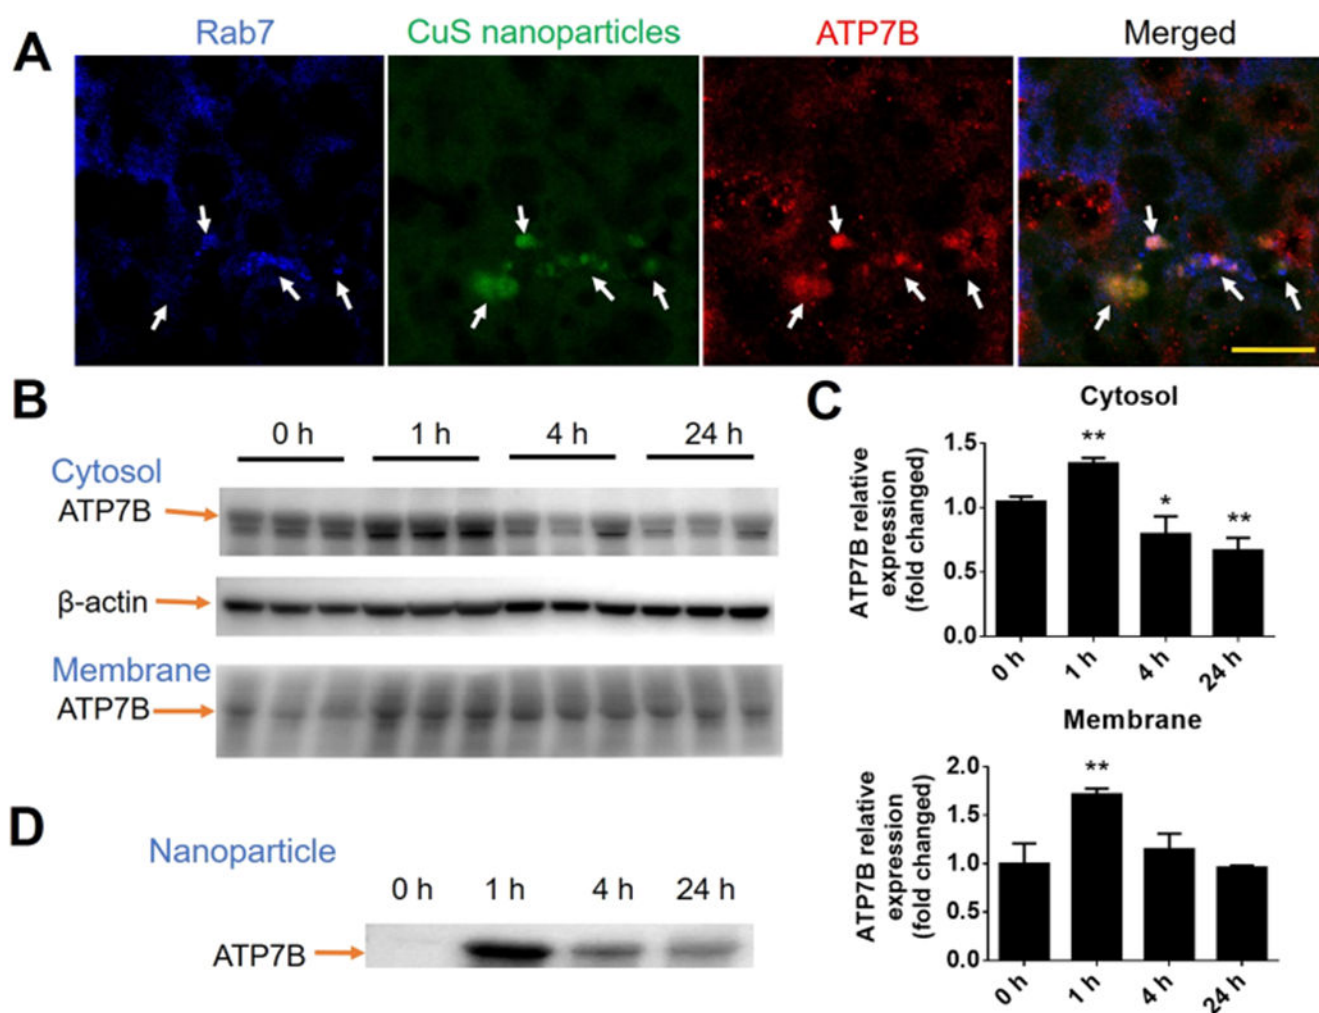 A
Rab7
CuS nanoparticles
ATP7B
Merged
B
0 h
1 h
4 h
24 h
Cytosol
ATP7B
β-actin
Membrane
ATP7B
C
Cytosol
ATP7B relative
expression
(fold changed)
1.5
1.0
0.5
0.0
**
*
**
0 h
1 h
4 h
24 h
Membrane
ATP7B relative
expression
(fold changed)
2.0
1.5
1.0
0.5
0.0
**
0 h
1 h
4 h
24 h
D
Nanoparticle
0 h
1 h
4 h
24 h
ATP7B